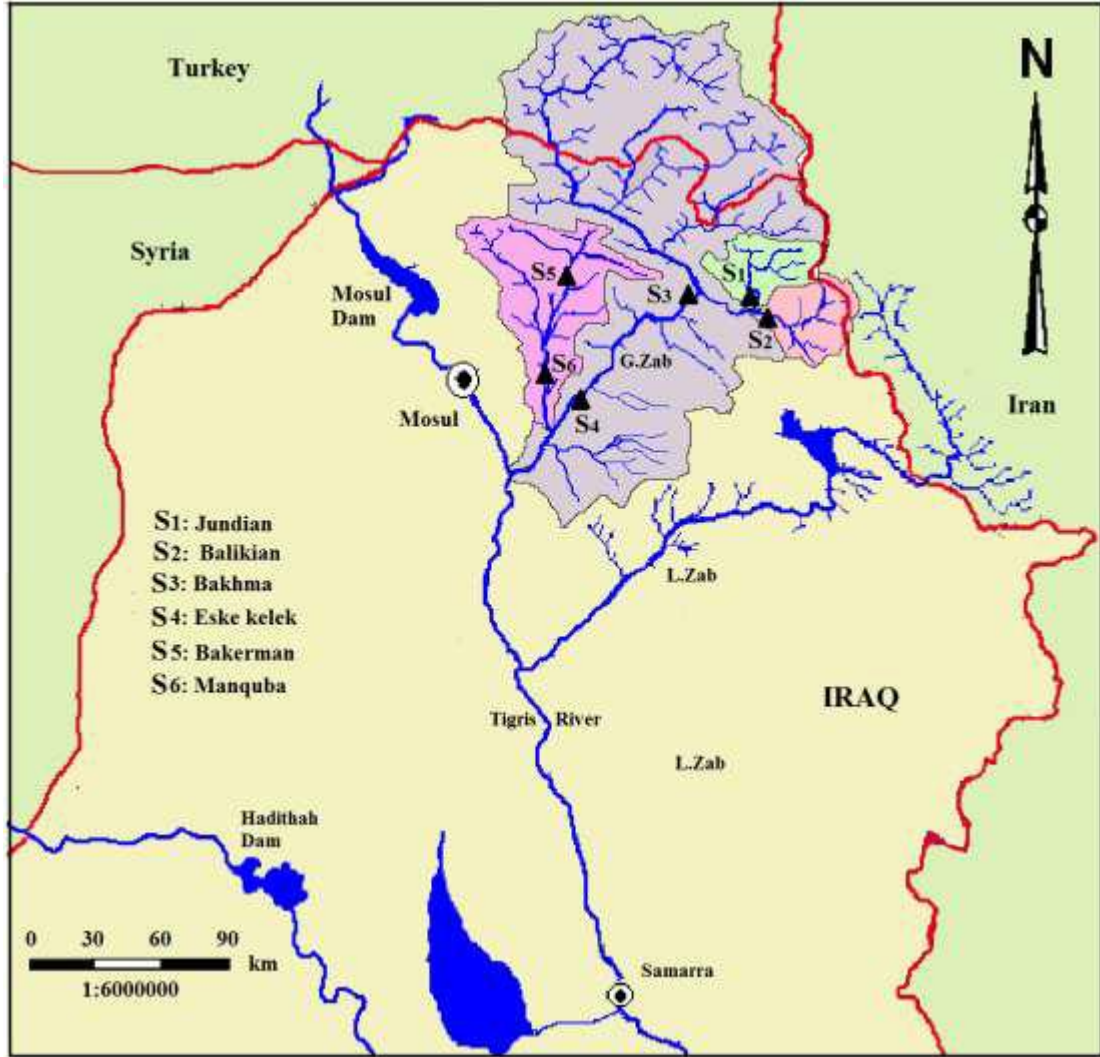 Turkey
N
Syria
S1
S5
Mosul
Dam
S3
S2
G.Zab
S6
Iran
Mosul
S4
S1: Jundian
S2: Balikian
S3: Bakhma
S4: Eske kelek
S5: Bakerman
S6: Manquba
L.Zab
IRAQ
Tigris River
L.Zab
Hadithah
Dam
0 30 60 90
km
1:6000000
Samarra